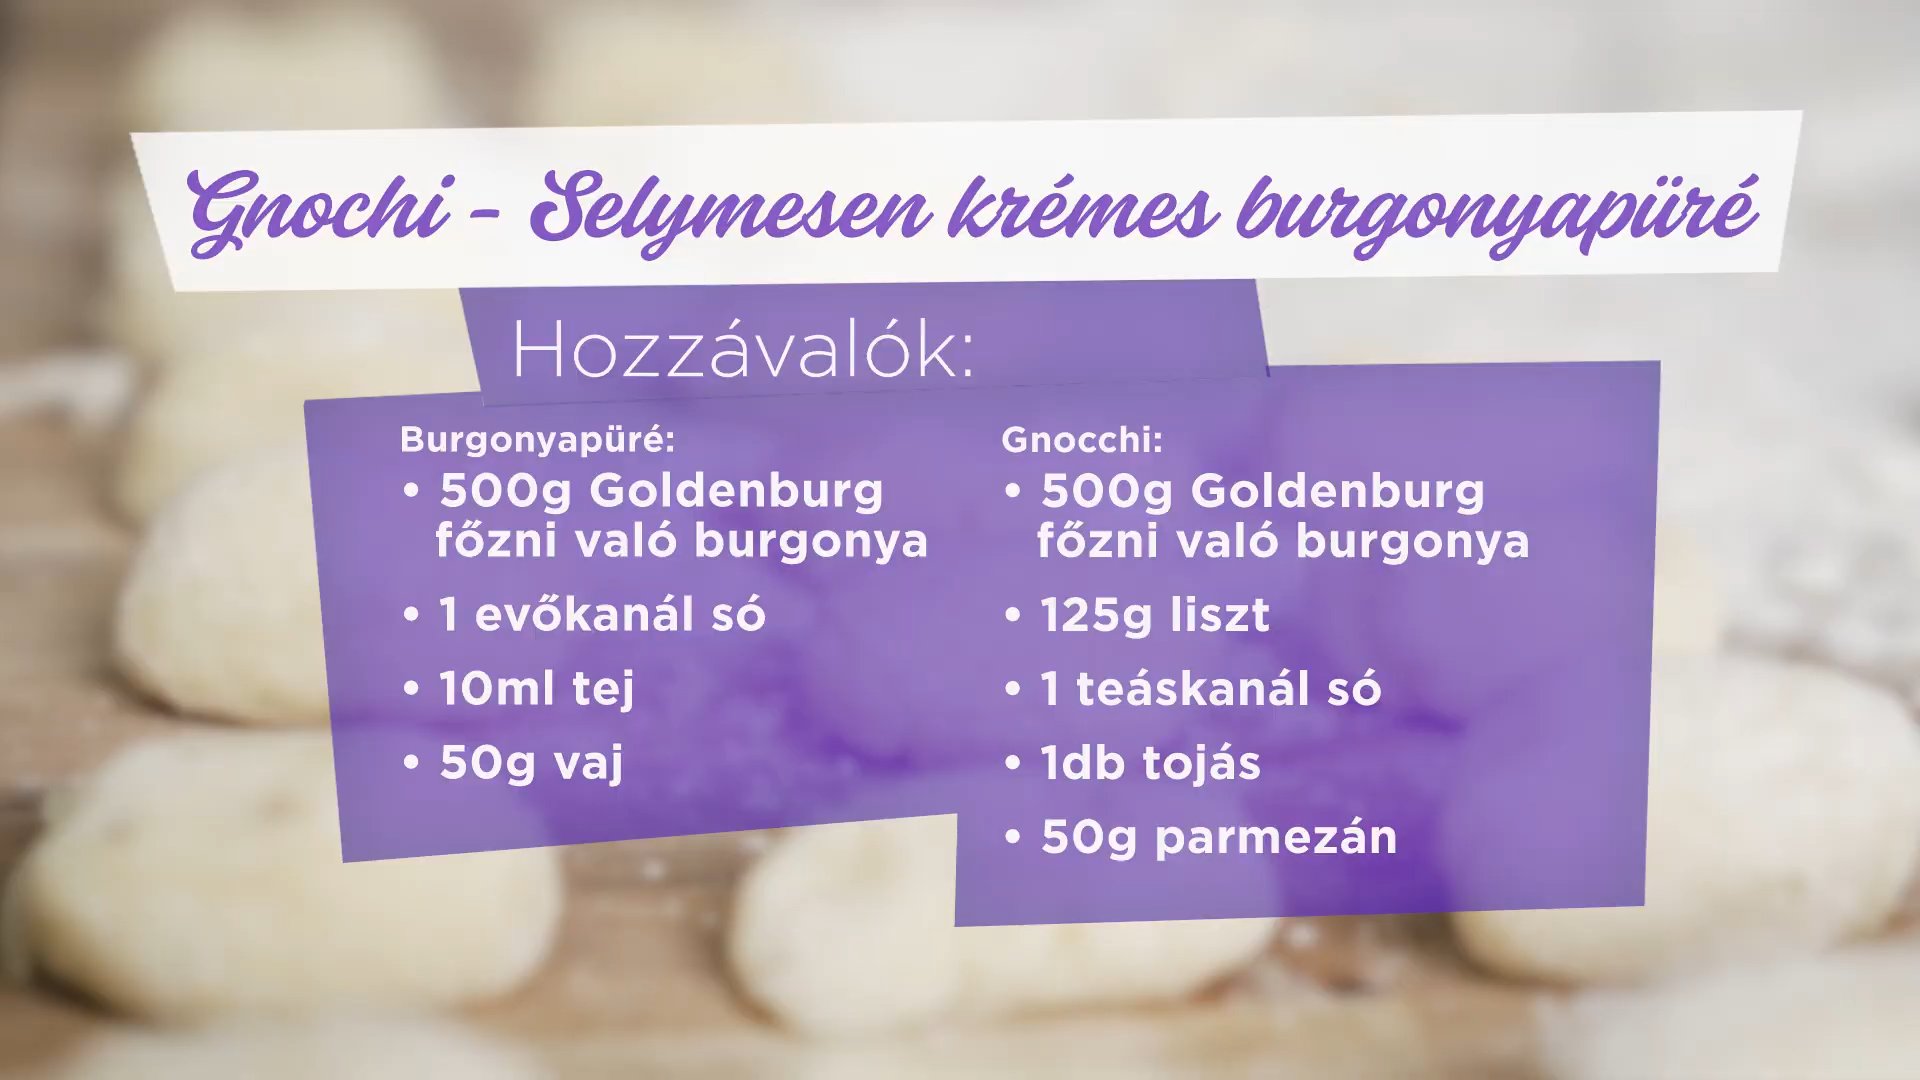 Gnochi - Selymesen krémes burgonyapüré
Hozzávalók:
Burgonyapüré:
• 500g Goldenburg
főzni való burgonya
• 1 evőkanál só
• 10ml tej
• 50g vaj
Gnocchi:
• 500g Goldenburg
főzni való burgonya
• 125g liszt
• 1 teáskanál só
• 1db tojás
• 50g parmezán